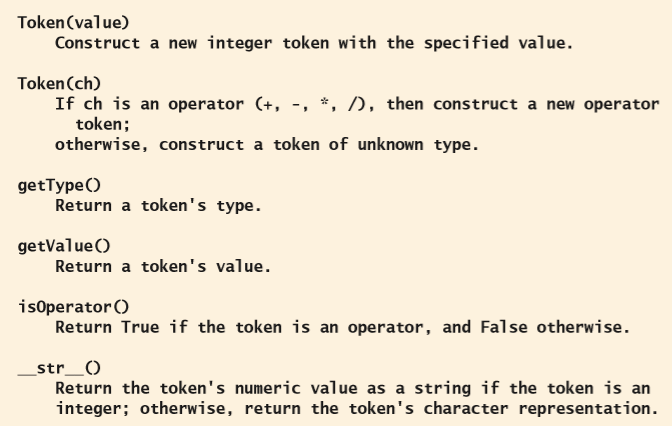 Token(value)
Construct a new integer token with the specified value.
Token(ch)
If ch is an operator (+, -, *, /), then construct a new operator
token;
otherwise, construct a token of unknown type.
getType()
Return a token's type.
getValue()
Return a token's value.
isOperator()
Return True if the token is an operator, and False otherwise.
__str__()
Return the token's numeric value as a string if the token is an
integer; otherwise, return the token's character representation.